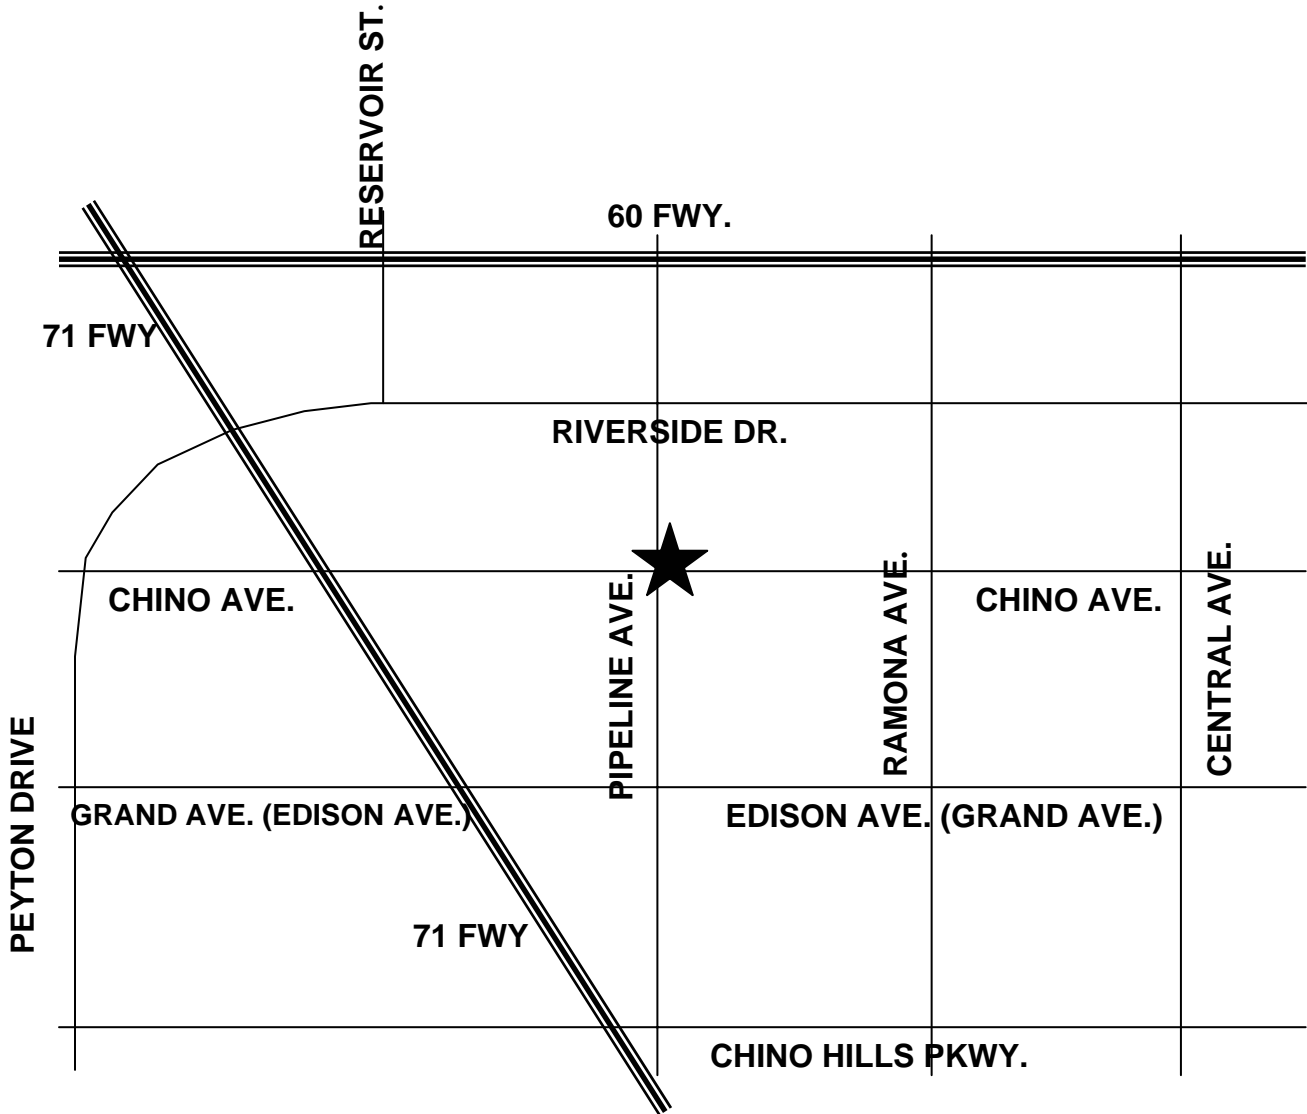 RESERVOIR ST.
60 FWY.
71 FWY
RIVERSIDE DR.
CHINO AVE.
PIPELINE AVE.
RAMONA AVE.
CHINO AVE.
CENTRAL AVE.
PEYTON DRIVE
GRAND AVE. (EDISON AVE.)
EDISON AVE. (GRAND AVE.)
71 FWY
CHINO HILLS PKWY.